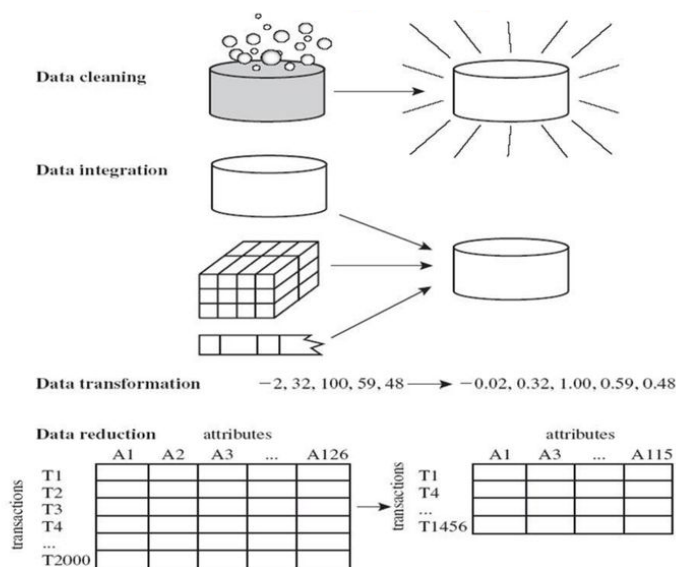 Data cleaning
Data integration
Data transformation −2, 32, 100, 59, 48 −0.02, 0.32, 1.00, 0.59, 0.48
Data reduction attributes attributes
A1 A2 A3 ... A126 A1 A3 ... A115
transactions transactions
T1 T1
T2 T4
T3 ...
T4 T1456
...
T2000